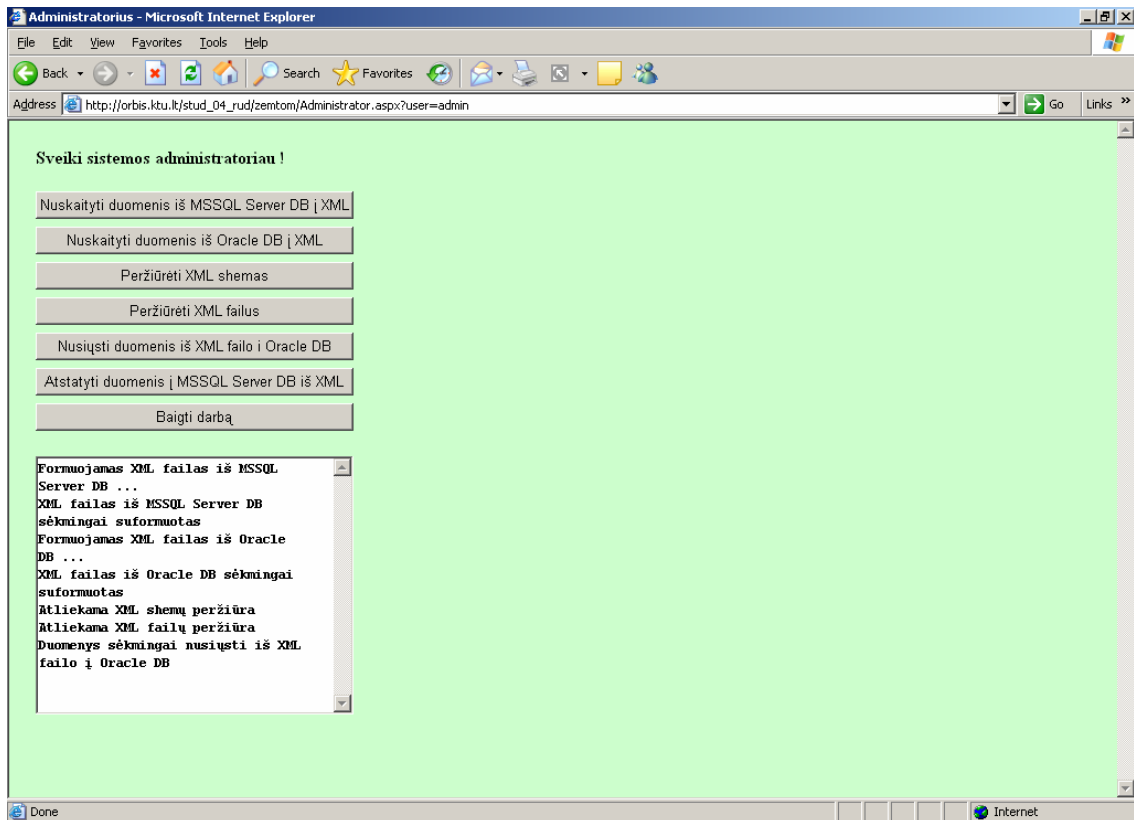 Administratorius - Microsoft Internet Explorer
File Edit View Favorites Tools Help
Back Search Favorites
Address http://orbis.ktu.lt/stud_04_rud/zemtom/Administrator.aspx?user=admin Go Links »
Sveiki sistemos administratoriau !
Nuskaityti duomenis iš MSSQL Server DB į XML
Nuskaityti duomenis iš Oracle DB į XML
Peržiūrėti XML shemas
Peržiūrėti XML failus
Nusiųsti duomenis iš XML failo i Oracle DB
Atstatyti duomenis į MSSQL Server DB iš XML
Baigti darbą
Formuojamas XML failas iš MSSQL
Server DB ...
XML failas iš MSSQL Server DB
sėkmingai suformuotas
Formuojamas XML failas iš Oracle
DB ...
XML failas iš Oracle DB sėkmingai
suformuotas
Atliekama XML shemų peržiūra
Atliekama XML failų peržiūra
Duomenys sėkmingai nusiųsti iš XML
failo į Oracle DB
Done Internet